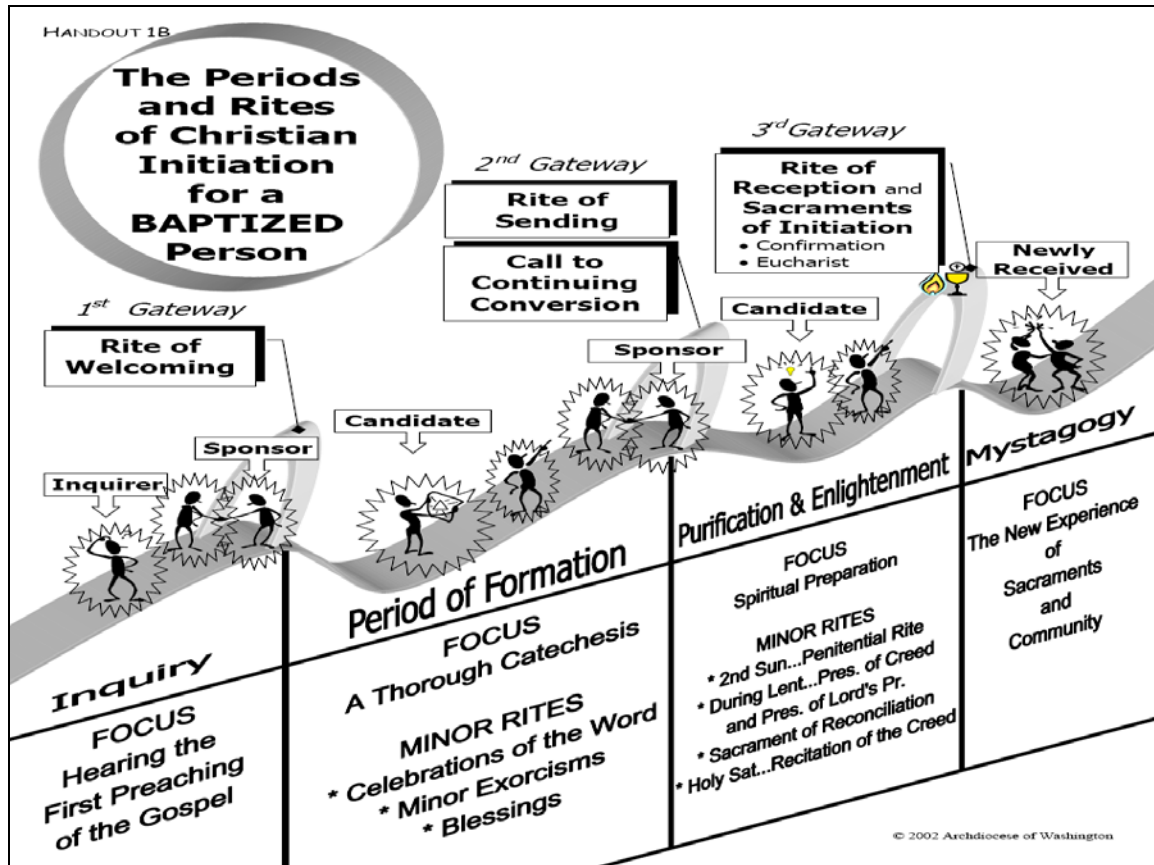 HANDOUT 1B
The Periods
and Rites
of Christian
Initiation
for a
BAPTIZED
Person
1st Gateway
Rite of
Welcoming
2nd Gateway
Rite of
Sending
Call to
Continuing
Conversion
3rd Gateway
Rite of
Reception and
Sacraments
of Initiation
• Confirmation
• Eucharist
Newly
Received
Candidate
Sponsor
Candidate
Sponsor
Inquirer
Inquiry
FOCUS
Hearing the
First Preaching
of the Gospel
Period of Formation
FOCUS
A Thorough Catechesis
MINOR RITES
* Celebrations of the Word
* Minor Exorcisms
* Blessings
Purification & Enlightenment
FOCUS
Spiritual Preparation
MINOR RITES
* 2nd Sun...Penitential Rite
* During Lent...Pres. of Creed
and Pres. of Lord's Pr.
* Sacrament of Reconciliation
* Holy Sat...Recitation of the Creed
Mystagogy
FOCUS
The New Experience
of
Sacraments
and
Community
© 2002 Archdiocese of Washington